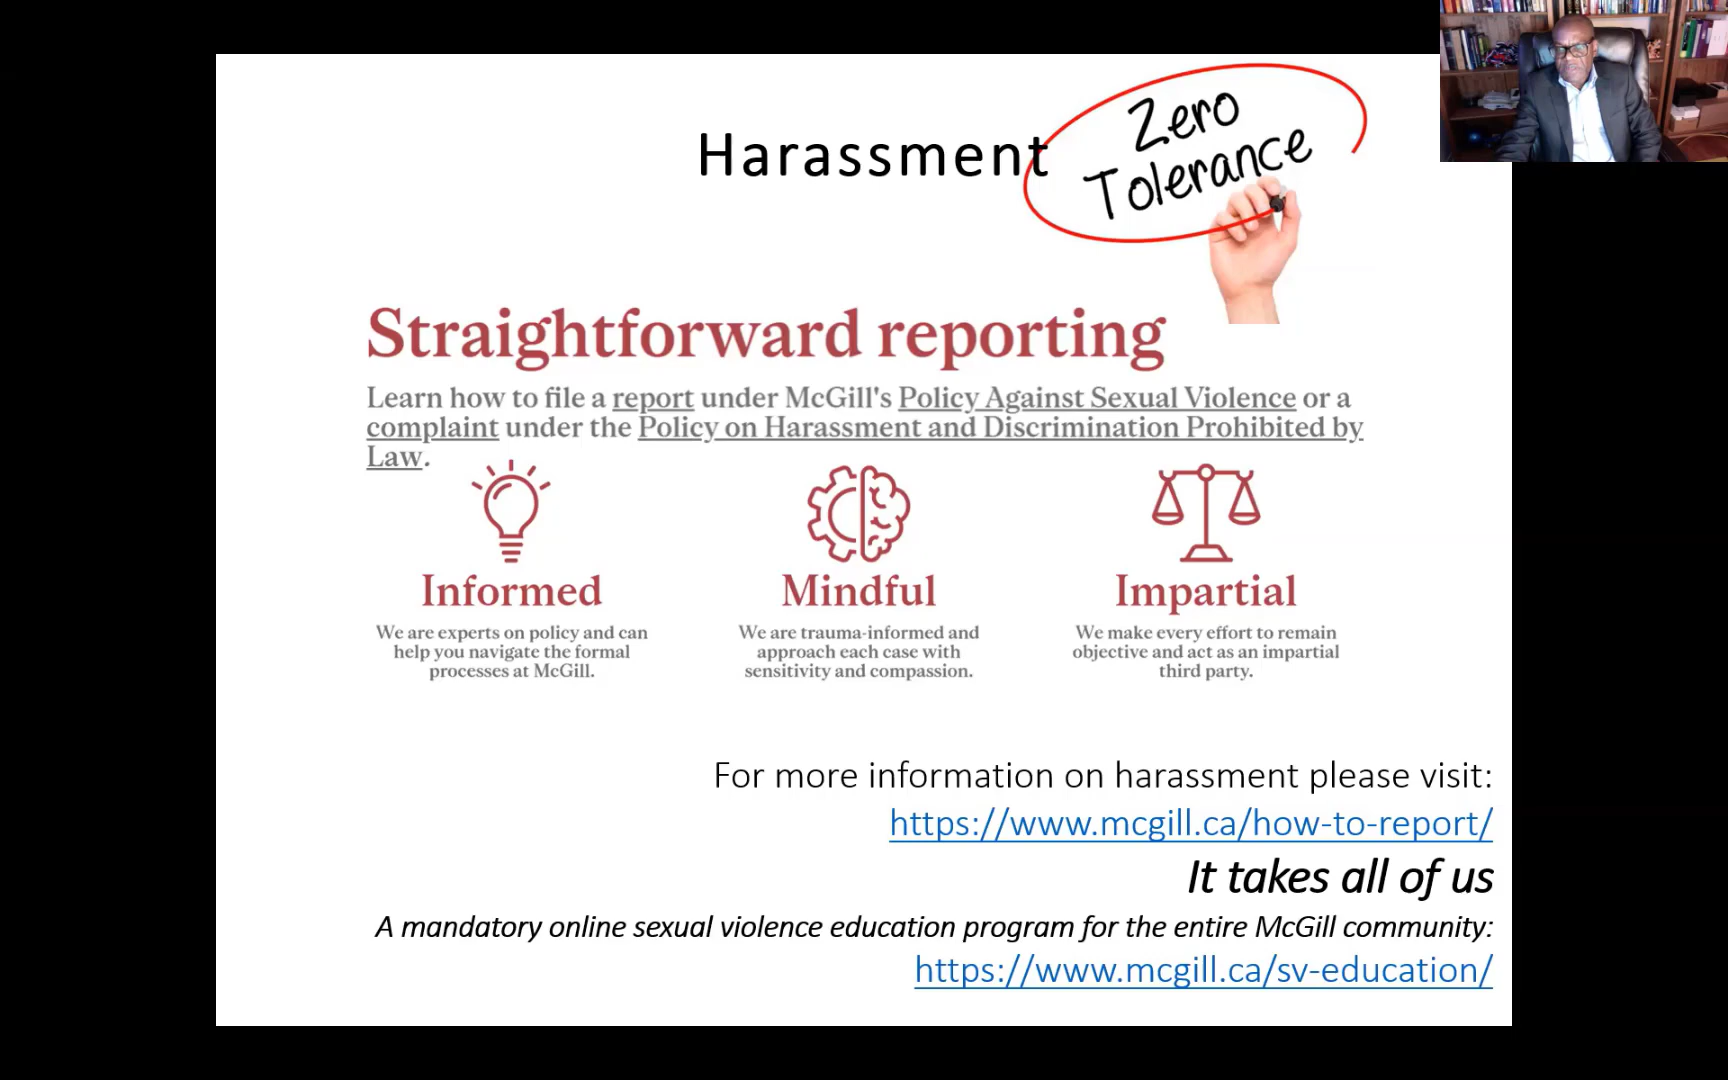 Harassment
Zero
Tolerance
Straightforward reporting
Learn how to file a report under McGill's Policy Against Sexual Violence or a
complaint under the Policy on Harassment and Discrimination Prohibited by
Law.
Informed
We are experts on policy and can
help you navigate the formal
processes at McGill.
Mindful
We are trauma-informed and
approach each case with
sensitivity and compassion.
Impartial
We make every effort to remain
objective and act as an impartial
third party.
For more information on harassment please visit:
https://www.mcgill.ca/how-to-report/
It takes all of us
A mandatory online sexual violence education program for the entire McGill community:
https://www.mcgill.ca/sv-education/